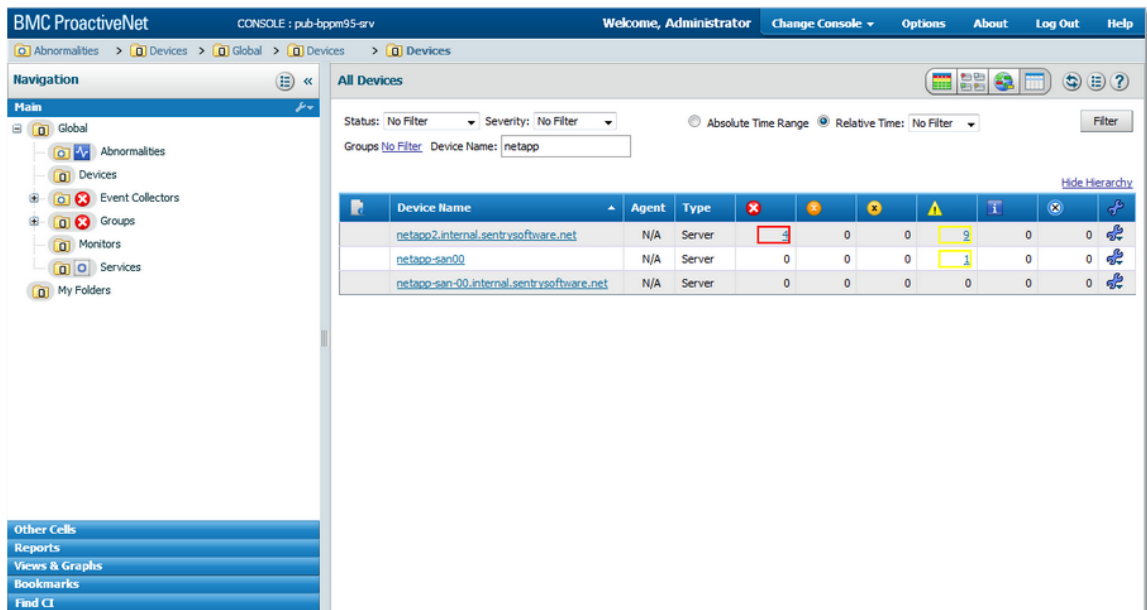 BMC ProactiveNet CONSOLE : pub-bppm95-srv Welcome, Administrator Change Console Options About Log Out Help
Abnormalities > Devices > Global > Devices > Devices
Navigation «
Main
Global
Abnormalities
Devices
Event Collectors
Groups
Monitors
Services
My Folders
Other Cells
Reports
Views & Graphs
Bookmarks
Find CI
All Devices
Status: No Filter Severity: No Filter Absolute Time Range Relative Time: No Filter Filter
Groups No Filter Device Name: netapp
Hide Hierarchy
Device Name Agent Type
netapp2.internal.sentrysoftware.net N/A Server 4 0 0 9 0 0
netapp-san00 N/A Server 0 0 0 1 0 0
netapp-san-00.internal.sentrysoftware.net N/A Server 0 0 0 0 0 0